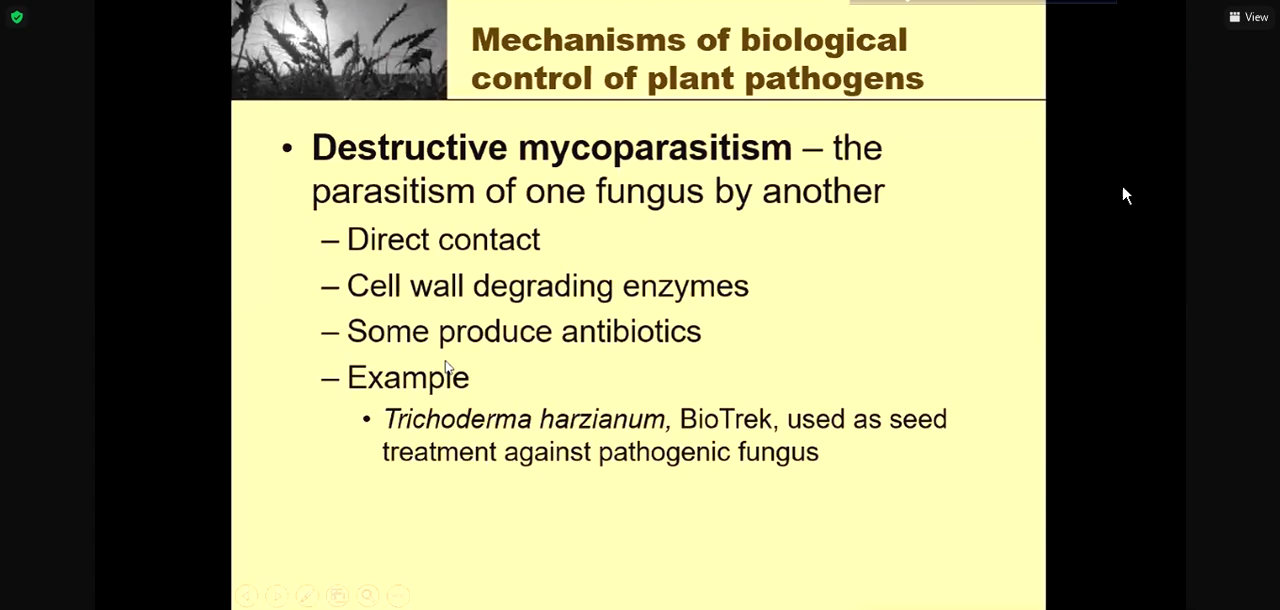 View
Mechanisms of biological
control of plant pathogens
• Destructive mycoparasitism – the
parasitism of one fungus by another
– Direct contact
– Cell wall degrading enzymes
– Some produce antibiotics
– Example
• Trichoderma harzianum, BioTrek, used as seed
treatment against pathogenic fungus